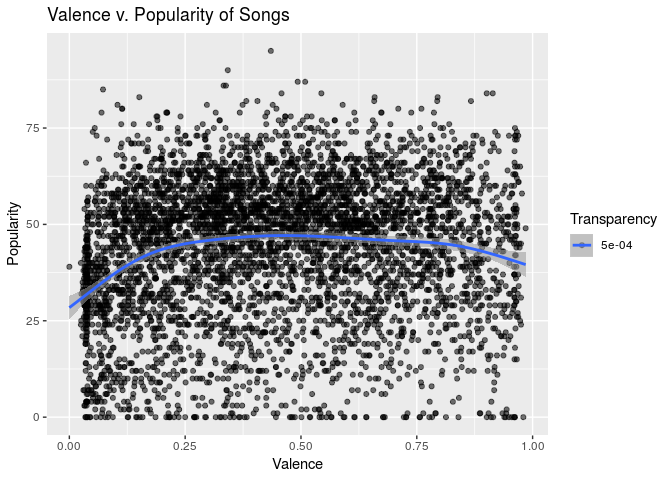 Valence v. Popularity of Songs
Popularity
75
50
25
0
0.00 0.25 0.50 0.75 1.00
Valence
Transparency
5e-04